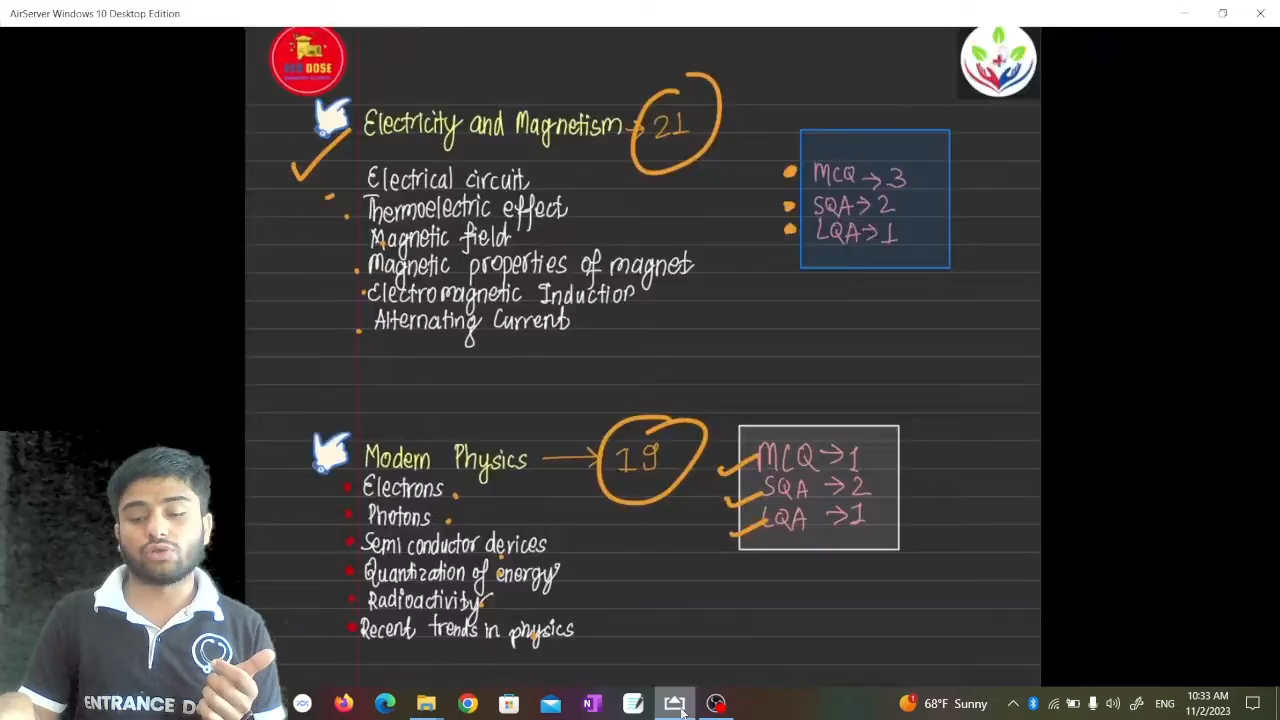 AirServer Windows 10 Desktop Edition
DOSE
Electricity and Magnetism → 21
Electrical circuit
Thermoelectric effect
Magnetic field
Magnetic properties of magnet
Electromagnetic Induction
Alternating Current
MCQ → 3
SQA → 2
LQA → 1
Modern Physics → 19
Electrons
Photons
Semi conductor devices
Quantization of energy
Radioactivity
Recent trends in physics
MCQ → 1
SQA → 2
LQA → 1
ENTRANCE D
68°F Sunny
ENG
10:33 AM
11/2/2023